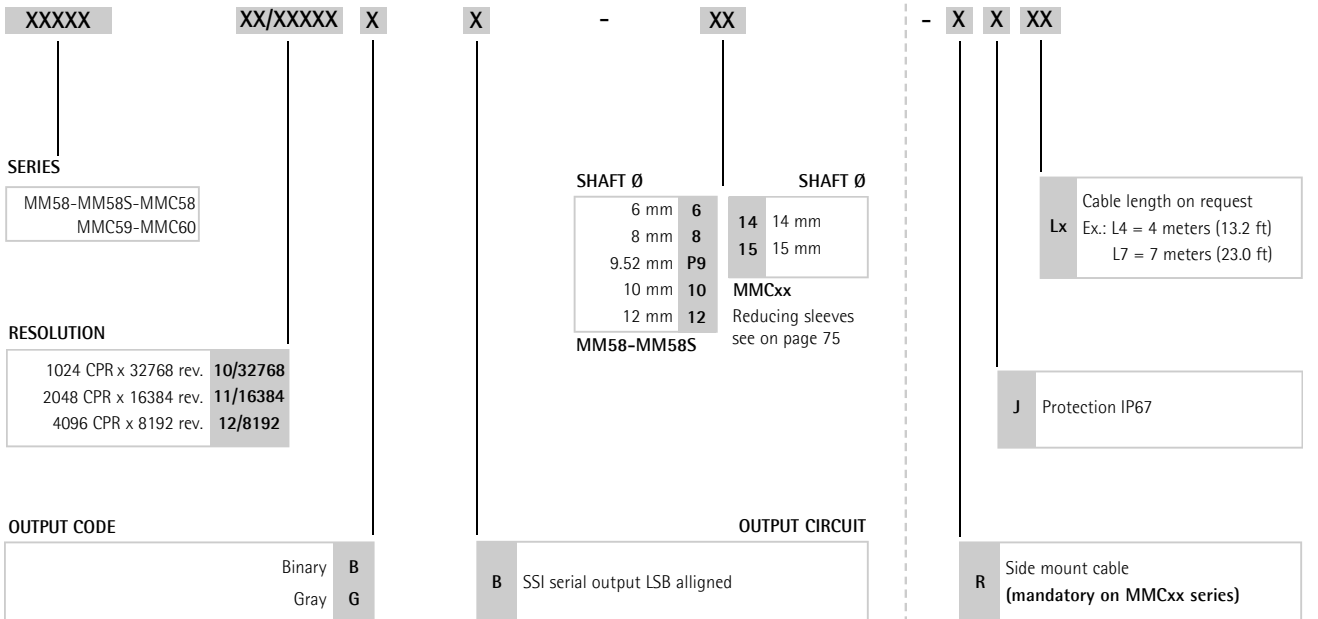 XXXXX XX/XXXXX X X - XX - X X XX
SERIES
MM58-MM58S-MMC58
MMC59-MMC60
SHAFT Ø
6 mm 6
8 mm 8
9.52 mm P9
10 mm 10
12 mm 12
MM58-MM58S
SHAFT Ø
14 14 mm
15 15 mm
MMCxx
Reducing sleeves
see on page 75
Lx
Cable length on request
Ex.: L4 = 4 meters (13.2 ft)
L7 = 7 meters (23.0 ft)
RESOLUTION
1024 CPR x 32768 rev. 10/32768
2048 CPR x 16384 rev. 11/16384
4096 CPR x 8192 rev. 12/8192
J Protection IP67
OUTPUT CODE
Binary B
Gray G
OUTPUT CIRCUIT
B SSI serial output LSB alligned
R
Side mount cable
(mandatory on MMCxx series)